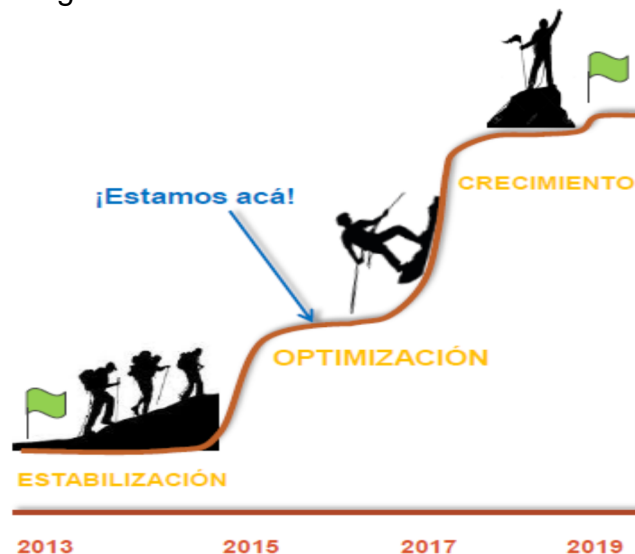 ¡Estamos acá!
CRECIMIENTO
OPTIMIZACIÓN
ESTABILIZACIÓN
2013 2015 2017 2019